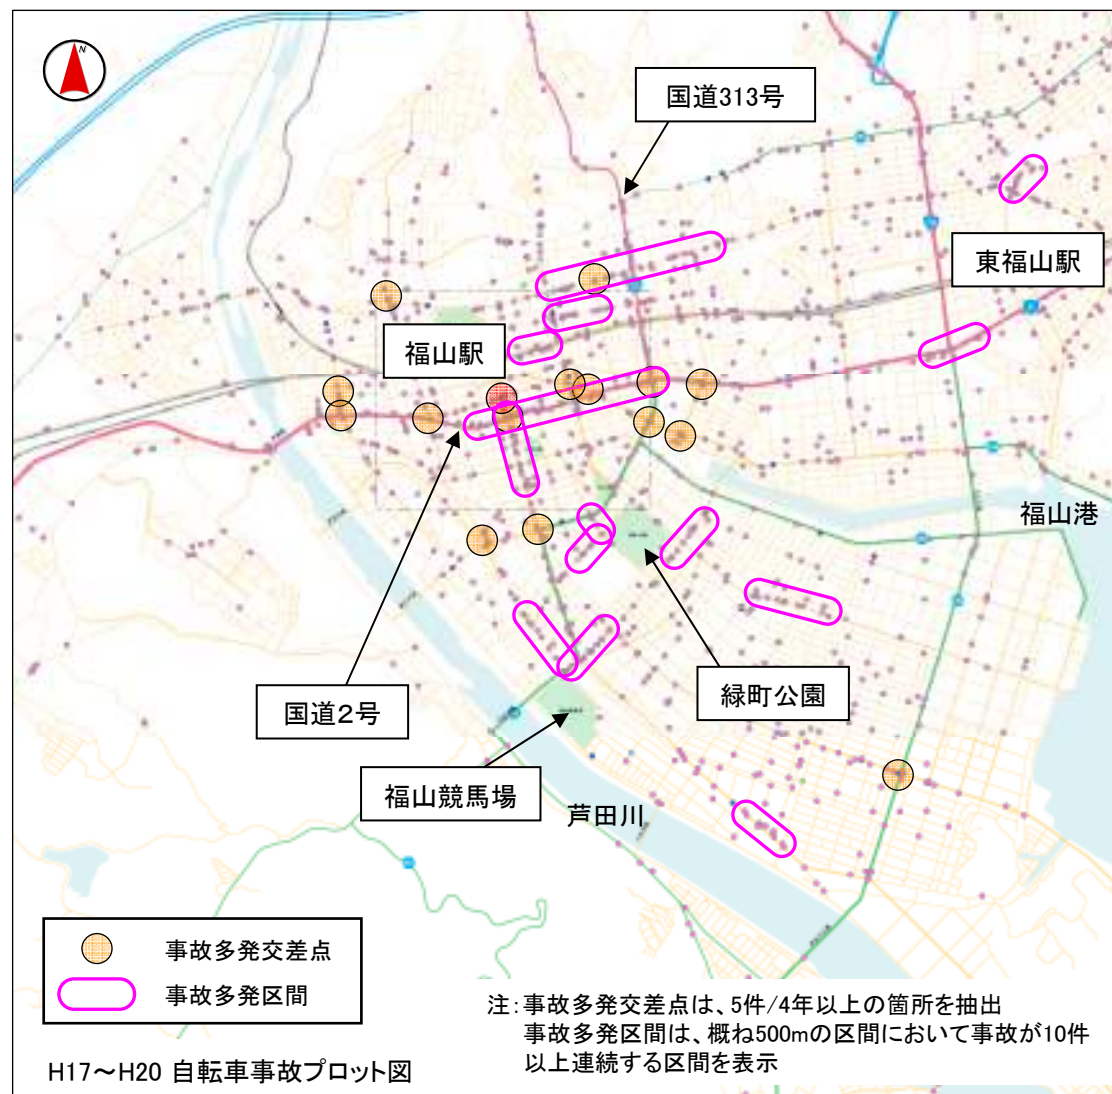 N
国道313号
東福山駅
福山駅
福山港
緑町公園
国道2号
福山競馬場
芦田川
事故多発交差点
事故多発区間
注：事故多発交差点は、5件/4年以上の箇所を抽出
事故多発区間は、概ね500mの区間において事故が10件
以上連続する区間を表示
H17～H20 自転車事故プロット図